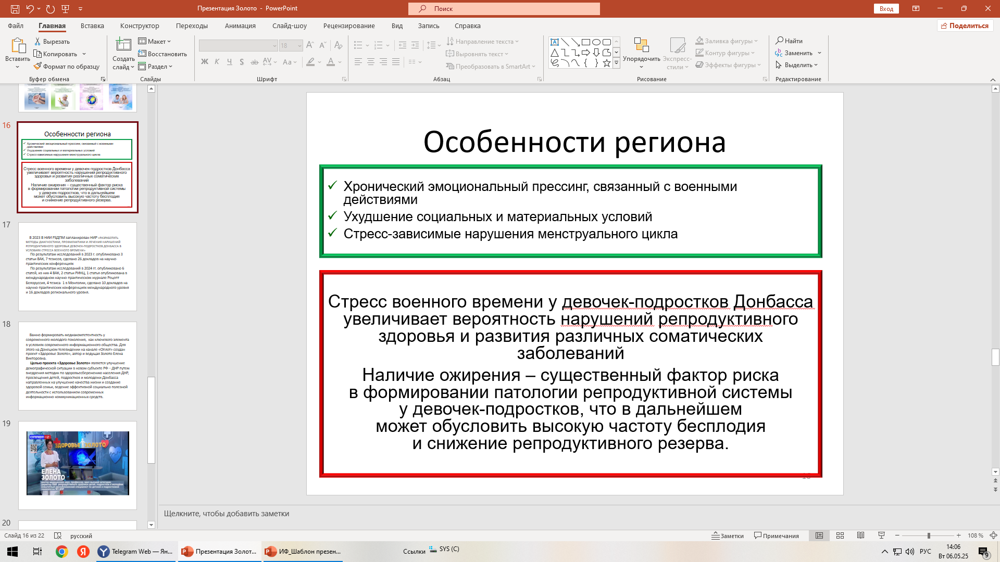 Презентация Золото - PowerPoint
Поиск
Вход
Файл
Главная
Вставка
Конструктор
Переходы
Анимация
Слайд-шоу
Рецензирование
Вид
Запись
Справка
Поделиться
Вставить
Вырезать
Копировать
Формат по образцу
Буфер обмена
Создать
слайд
Макет
Восстановить
Раздел
Слайды
18
Ж К Ч S ab AV Aa A
Шрифт
Направление текста
Выровнять текст
Преобразовать в SmartArt
Абзац
Упорядочить
Экспресс-
стили
Заливка фигуры
Контур фигуры
Эффекты фигуры
Рисование
Найти
Заменить
Выделить
Редактирование
16
Особенности региона
Хронический эмоциональный прессинг, связанный с военными
действиями
Ухудшение социальных и материальных условий
Стресс-зависимые нарушения менструального цикла
Стресс военного времени у девочек-подростков Донбасса
увеличивает вероятность нарушений репродуктивного
здоровья и развития различных соматических
заболеваний
Наличие ожирения – существенный фактор риска
в формировании патологии репродуктивной системы
у девочек-подростков, что в дальнейшем
может обусловить высокую частоту бесплодия
и снижение репродуктивного резерва.
17
В 2023 В НИИ РЗДПМ запланирован НИР «РАЗРАБОТАТЬ
МЕТОДЫ ДИАГНОСТИКИ, ПРОФИЛАКТИКИ И ЛЕЧЕНИЯ НАРУШЕНИЙ
РЕПРОДУКТИВНОГО ЗДОРОВЬЯ ДЕВОЧЕК-ПОДРОСТКОВ ДОНБАССА В
УСЛОВИЯХ СТРЕССА ВОЕННОГО ВРЕМЕНИ»
По результатам исследований в 2023 г. опубликовано 3
статьи ВАК, 7 тезисов, сделано 26 докладов на научно-
практических конференциях
По результатам исследований в 2024 гг. опубликовано 6
статей, из них 4 ВАК, 2 статьи РИНЦ, 1 статья опубликована в
международном научно-практическом журнале Рецепт
Белоруссия, 4 тезиса- 1 в Монголии, сделано 10 докладов на
научно-практических конференциях международного уровня
и 16 докладов регионального уровня.
18
Важно формировать медиакомпетентность у
современного молодого поколения, как ключевого элемента
в условиях современного информационного общества. Для
этого на Донецком телевидении на канале «Оплот» создан
проект «Здоровье Золото», автор и ведущая Золото Елена
Викторовна.
Целью проекта «Здоровье Золото» является улучшение
демографической ситуации в новом субъекте РФ – ДНР путем
внедрения методик по здоровьесбережению населения ДНР,
просвещения детей, подростков и молодежи Донбасса
направленных на улучшение качества жизни и создание
здоровой семьи, ведение эффективной социально полезной
деятельности с использованием современных
информационно-коммуникационных средств.
19
ЗДОРОВЬЕ ЗОЛОТО
ЕЛЕНА
ЗОЛОТО
20
Особенности региона
Хронический эмоциональный прессинг, связанный с военными
действиями
Ухудшение социальных и материальных условий
Стресс-зависимые нарушения менструального цикла
Стресс военного времени у девочек-подростков Донбасса
увеличивает вероятность нарушений репродуктивного
здоровья и развития различных соматических
заболеваний
Наличие ожирения – существенный фактор риска
в формировании патологии репродуктивной системы
у девочек-подростков, что в дальнейшем
может обусловить высокую частоту бесплодия
и снижение репродуктивного резерва.
16
Щелкните, чтобы добавить заметки
Слайд 16 из 22
русский
Заметки
Примечания
108 %
Telegram Web — Ян...
Презентация Золот...
ИФ_Шаблон презен...
Ссылки
SYS (C)
РУС
14:06
Вт 06.05.25
9